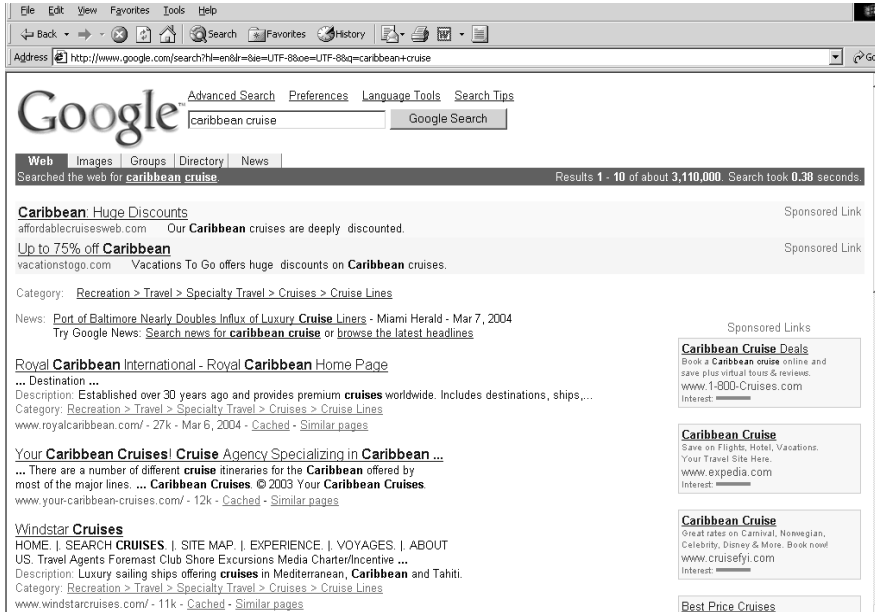 File Edit View Favorites Tools Help
Back Search Favorites History
Address http://www.google.com/search?hl=en&lr=&ie=UTF-8&oe=UTF-8&q=caribbean+cruise Go
Advanced Search Preferences Language Tools Search Tips
Google™ caribbean cruise Google Search
Web Images Groups Directory News
Searched the web for caribbean cruise. Results 1 - 10 of about 3,110,000. Search took 0.38 seconds.
Caribbean: Huge Discounts Sponsored Link
affordablecruisesweb.com Our Caribbean cruises are deeply discounted.
Up to 75% off Caribbean Sponsored Link
vacationstogo.com Vacations To Go offers huge discounts on Caribbean cruises.
Category: Recreation > Travel > Specialty Travel > Cruises > Cruise Lines
News: Port of Baltimore Nearly Doubles Influx of Luxury Cruise Liners - Miami Herald - Mar 7, 2004
Try Google News: Search news for caribbean cruise or browse the latest headlines
Royal Caribbean International - Royal Caribbean Home Page
... Destination ...
Description: Established over 30 years ago and provides premium cruises worldwide. Includes destinations, ships,...
Category: Recreation > Travel > Specialty Travel > Cruises > Cruise Lines
www.royalcaribbean.com/ - 27k - Mar 6, 2004 - Cached - Similar pages
Your Caribbean Cruises! Cruise Agency Specializing in Caribbean ...
... There are a number of different cruise itineraries for the Caribbean offered by
most of the major lines. ... Caribbean Cruises. © 2003 Your Caribbean Cruises.
www.your-caribbean-cruises.com/ - 12k - Cached - Similar pages
Windstar Cruises
HOME. |. SEARCH CRUISES. |. SITE MAP. |. EXPERIENCE. |. VOYAGES. |. ABOUT
US. Travel Agents Foremast Club Shore Excursions Media Charter/Incentive ...
Description: Luxury sailing ships offering cruises in Mediterranean, Caribbean and Tahiti.
Category: Recreation > Travel > Specialty Travel > Cruises > Cruise Lines
www.windstarcruises.com/ - 11k - Cached - Similar pages
Sponsored Links
Caribbean Cruise Deals
Book a Caribbean cruise online and
save plus virtual tours & reviews.
www.1-800-Cruises.com
Interest:
Caribbean Cruise
Save on Flights, Hotel, Vacations.
Your Travel Site Here.
www.expedia.com
Interest:
Caribbean Cruise
Great rates on Carnival, Norwegian,
Celebrity, Disney & More. Book now!
www.cruisefyi.com
Interest:
Best Price Cruises